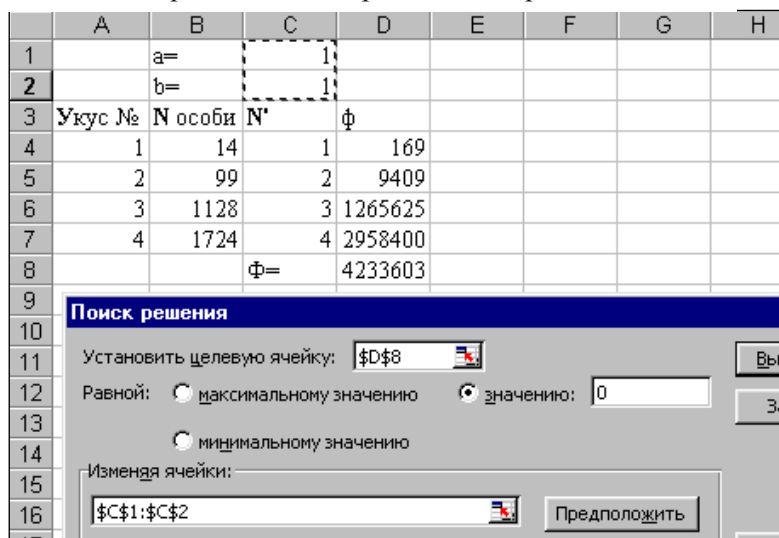 A B C D E F G H
1 a= 1
2 b= 1
3 Укус № N особи N' ф
4 1 14 1 169
5 2 99 2 9409
6 3 1128 3 1265625
7 4 1724 4 2958400
8 Ф= 4233603
9
Поиск решения
10
11 Установить целевую ячейку: $D$8
12 Равной: максимальному значению значению: 0
13
14 минимальному значению
15 Изменяя ячейки:
16 $C$1:$C$2 Предположить